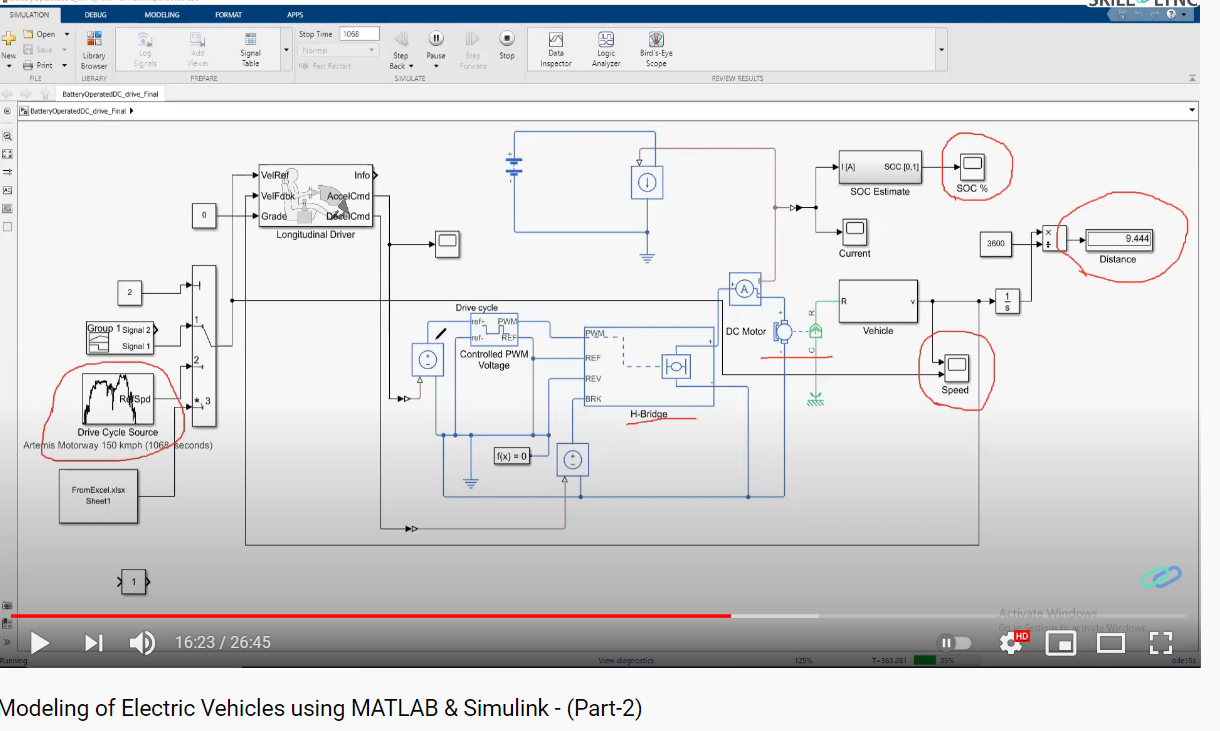 SKILL LYNC
SIMULATION DEBUG MODELING FORMAT APPS
New
Open
Save
Print
FILE
Library
Browser
LIBRARY
Log
Signals
Add
Viewer
Signal
Table
PREPARE
Stop Time 1068
Normal
Fast Restart
Step
Back
Pause
Step
Forward
Stop
SIMULATE
Data
Inspector
Logic
Analyzer
Bird's-Eye
Scope
REVIEW RESULTS
BatteryOperatedDC_drive_Final
BatteryOperatedDC_drive_Final
VelRef
VelFdbk
Grade
Info
AccelCmd
DecelCmd
Longitudinal Driver
0
2
Group 1
Signal 2
Signal 1
1
2
*, 3
RefSpd
Drive Cycle Source
Artemis Motorway 150 kmph (1068 seconds)
FromExcel.xlsx
Sheet1
1
Drive cycle
ref+
ref-
PWM
REF
Controlled PWM
Voltage
f(x) = 0
PWM
REF
REV
BRK
H-Bridge
A
DC Motor
R
C
I [A]
SOC [0,1]
SOC Estimate
SOC %
Current
3600
×
÷
9.444
Distance
R
v
Vehicle
1
s
Speed
Activate Windows
Go to Settings to activate Windows.
16:23 / 26:45
HD
Running
View diagnostics
125%
T=383.281
35%
ode15s
Modeling of Electric Vehicles using MATLAB & Simulink - (Part-2)